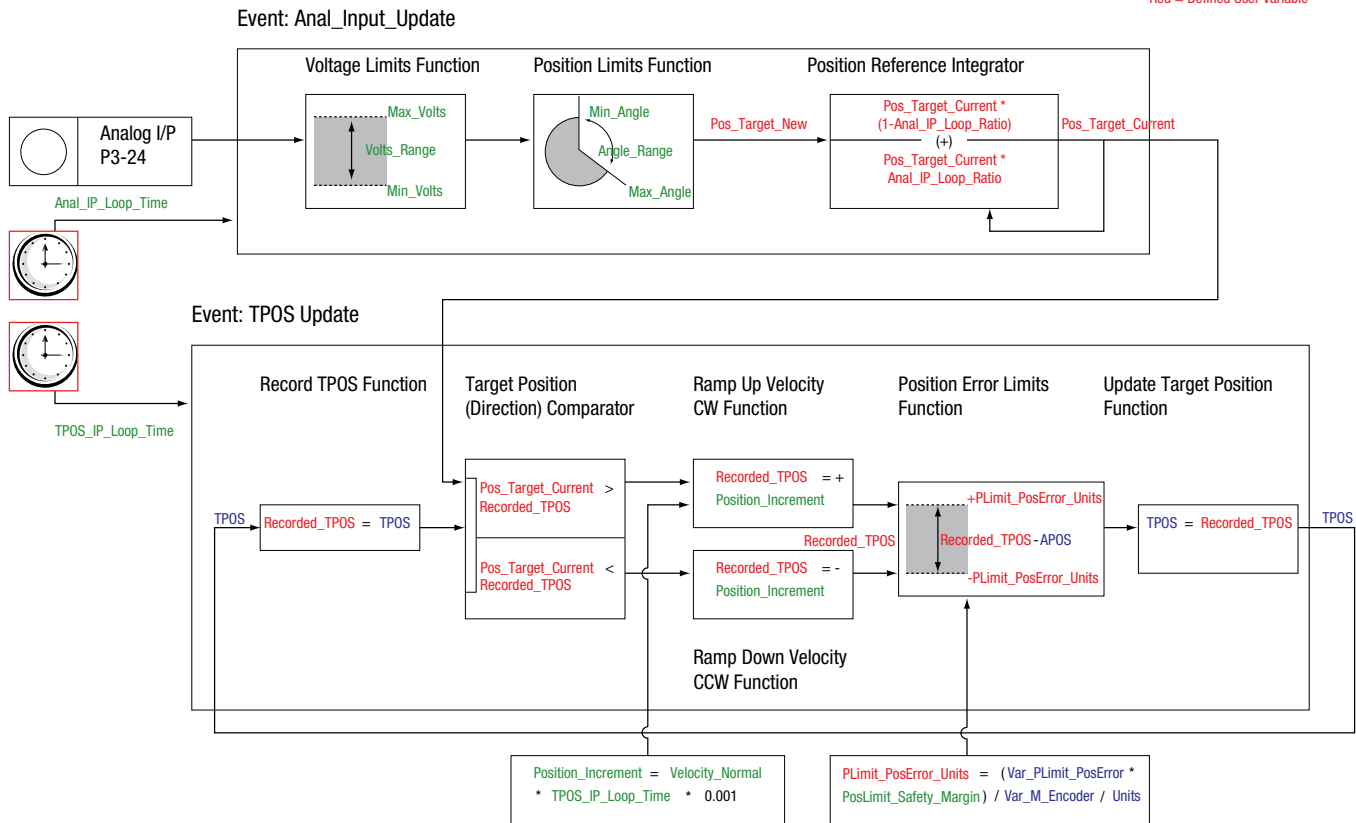 Red = Defined User Variable
Event: Anal_Input_Update
Voltage Limits Function
Position Limits Function
Position Reference Integrator
Analog I/P
P3-24
Max_Volts
Volts_Range
Min_Volts
Min_Angle
Angle_Range
Max_Angle
Pos_Target_New
Pos_Target_Current *
(1-Anal_IP_Loop_Ratio)
(+)
Pos_Target_Current *
Anal_IP_Loop_Ratio
Pos_Target_Current
Anal_IP_Loop_Time
Event: TPOS Update
TPOS_IP_Loop_Time
Record TPOS Function
Target Position
(Direction) Comparator
Ramp Up Velocity
CW Function
Position Error Limits
Function
Update Target Position
Function
TPOS
Recorded_TPOS = TPOS
Pos_Target_Current >
Recorded_TPOS
Pos_Target_Current <
Recorded_TPOS
Recorded_TPOS = +
Position_Increment
Recorded_TPOS
Recorded_TPOS = -
Position_Increment
+PLimit_PosError_Units
Recorded_TPOS-APOS
-PLimit_PosError_Units
TPOS = Recorded_TPOS
TPOS
Ramp Down Velocity
CCW Function
Position_Increment = Velocity_Normal
* TPOS_IP_Loop_Time * 0.001
PLimit_PosError_Units = (Var_PLimit_PosError *
PosLimit_Safety_Margin) / Var_M_Encoder / Units